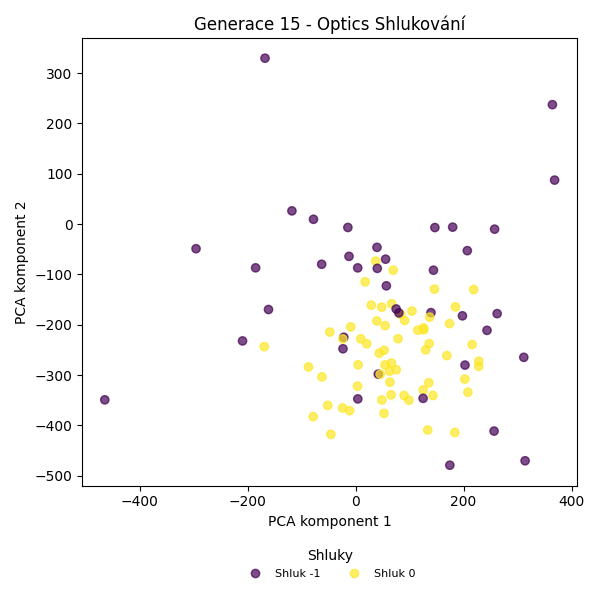 Generace 15 - Optics Shlukování
PCA komponent 2
300
200
100
0
−100
−200
−300
−400
−500
−400
−200
0
200
400
PCA komponent 1
Shluky
Shluk -1
Shluk 0